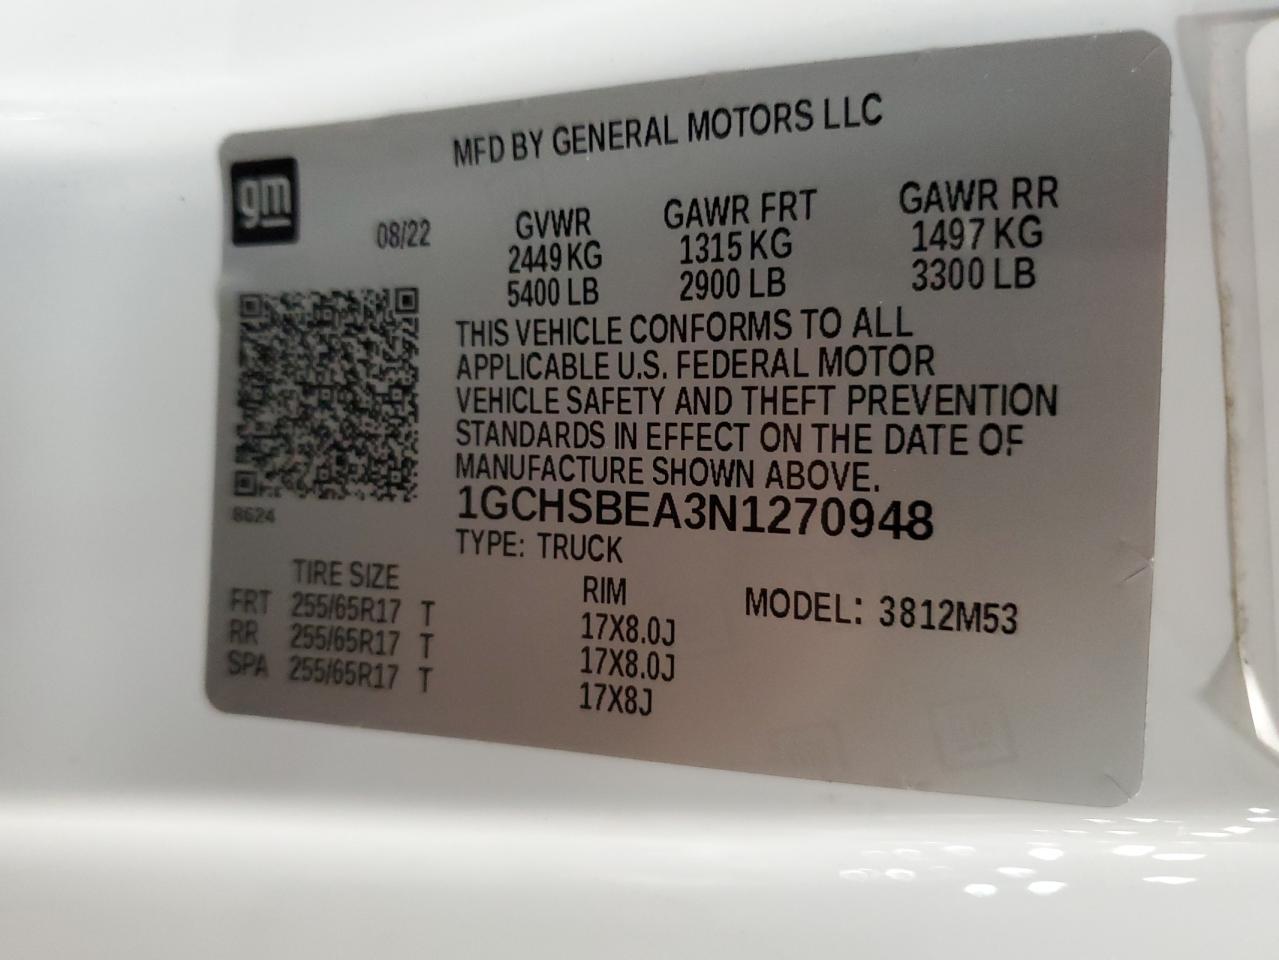 MFD BY GENERAL MOTORS LLC
gm
08/22
GVWR GAWR FRT GAWR RR
2449 KG 1315 KG 1497 KG
5400 LB 2900 LB 3300 LB
THIS VEHICLE CONFORMS TO ALL
APPLICABLE U.S. FEDERAL MOTOR
VEHICLE SAFETY AND THEFT PREVENTION
STANDARDS IN EFFECT ON THE DATE OF
MANUFACTURE SHOWN ABOVE.
8624
1GCHSBEA3N1270948
TYPE: TRUCK
TIRE SIZE RIM MODEL: 3812M53
FRT 255/65R17 T 17X8.0J
RR 255/65R17 T 17X8.0J
SPA 255/65R17 T 17X8J